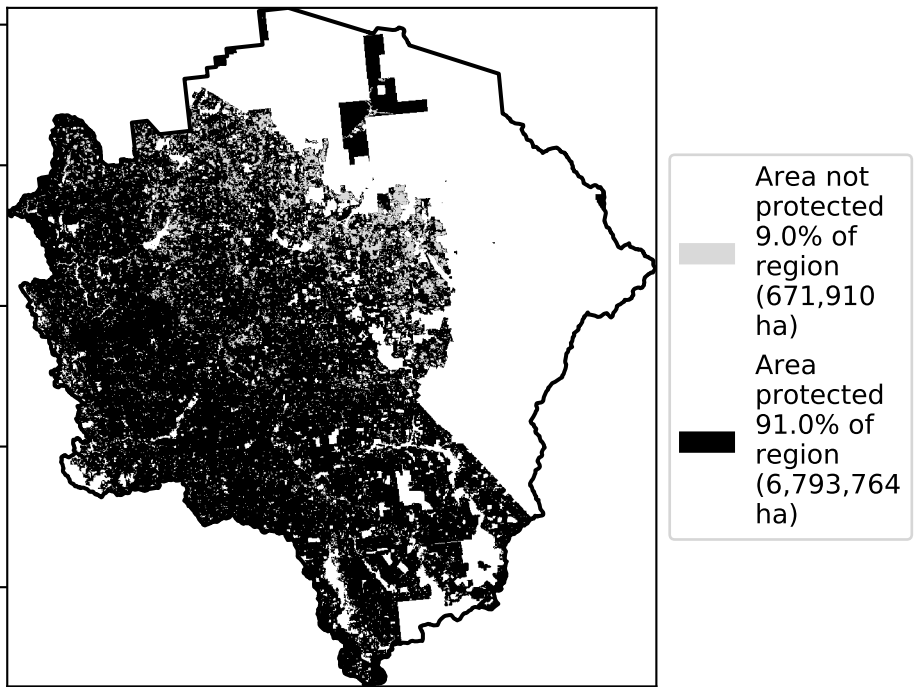 Area not
protected
9.0% of
region
(671,910
ha)
Area
protected
91.0% of
region
(6,793,764
ha)